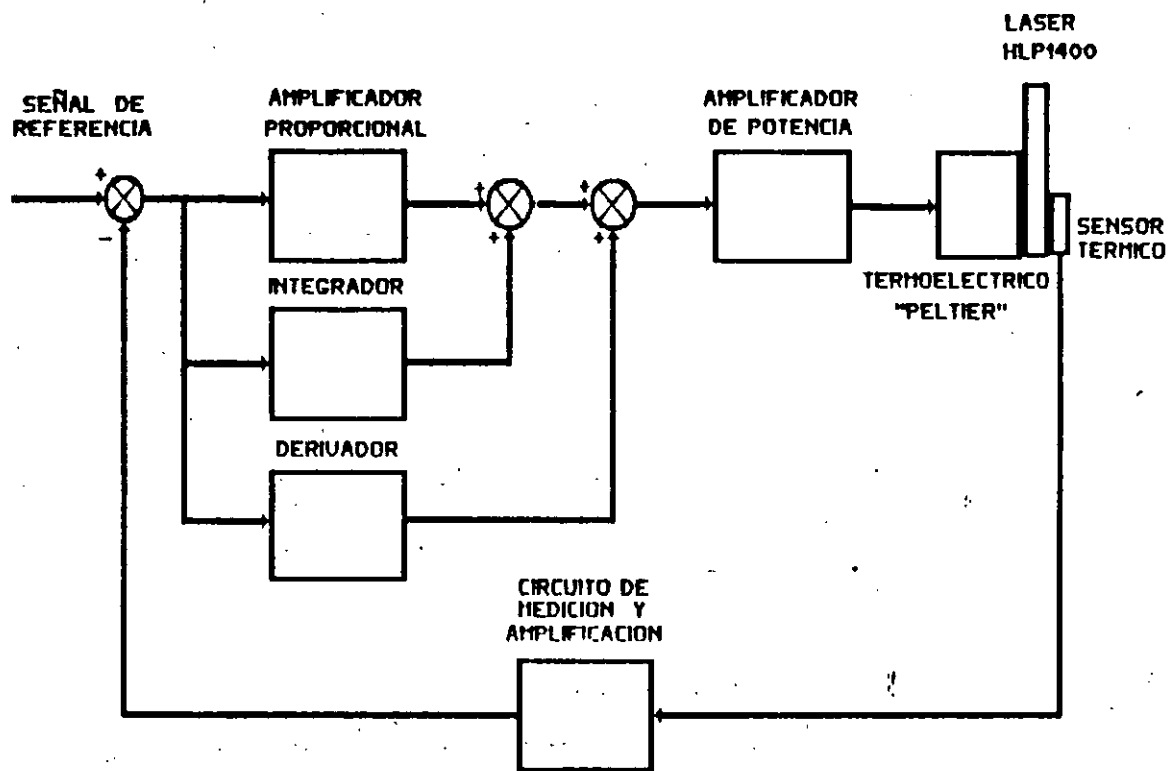 LASER
HLP1400
SEÑAL DE
REFERENCIA
AMPLIFICADOR
PROPORCIONAL
AMPLIFICADOR
DE POTENCIA
+
-
+
+
+
+
SENSOR
TERMICO
TERMOELECTRICO
"PELTIER"
INTEGRADOR
DERIVADOR
CIRCUITO DE
MEDICION Y
AMPLIFICACION